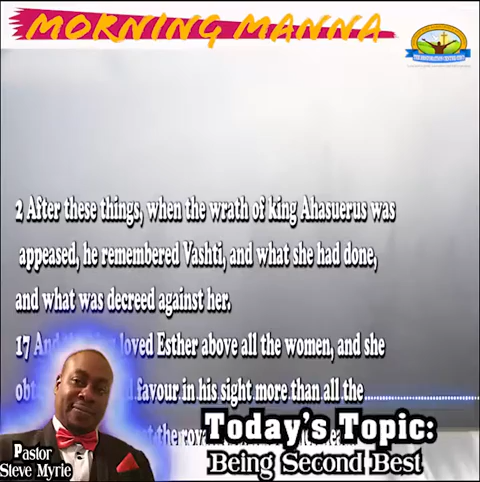 MORNING MANNA
2 After these things, when the wrath of king Ahasuerus was
appeased, he remembered Vashti, and what she had done,
and what was decreed against her.
17 And loved Esther above all the women, and she
favour in his sight more than all the
Today's Topic:
Being Second Best
Pastor
Steve Myrie